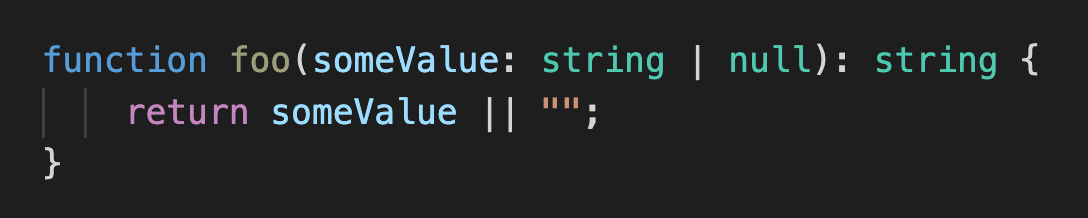 function foo(someValue: string | null): string {
    return someValue || "";
}